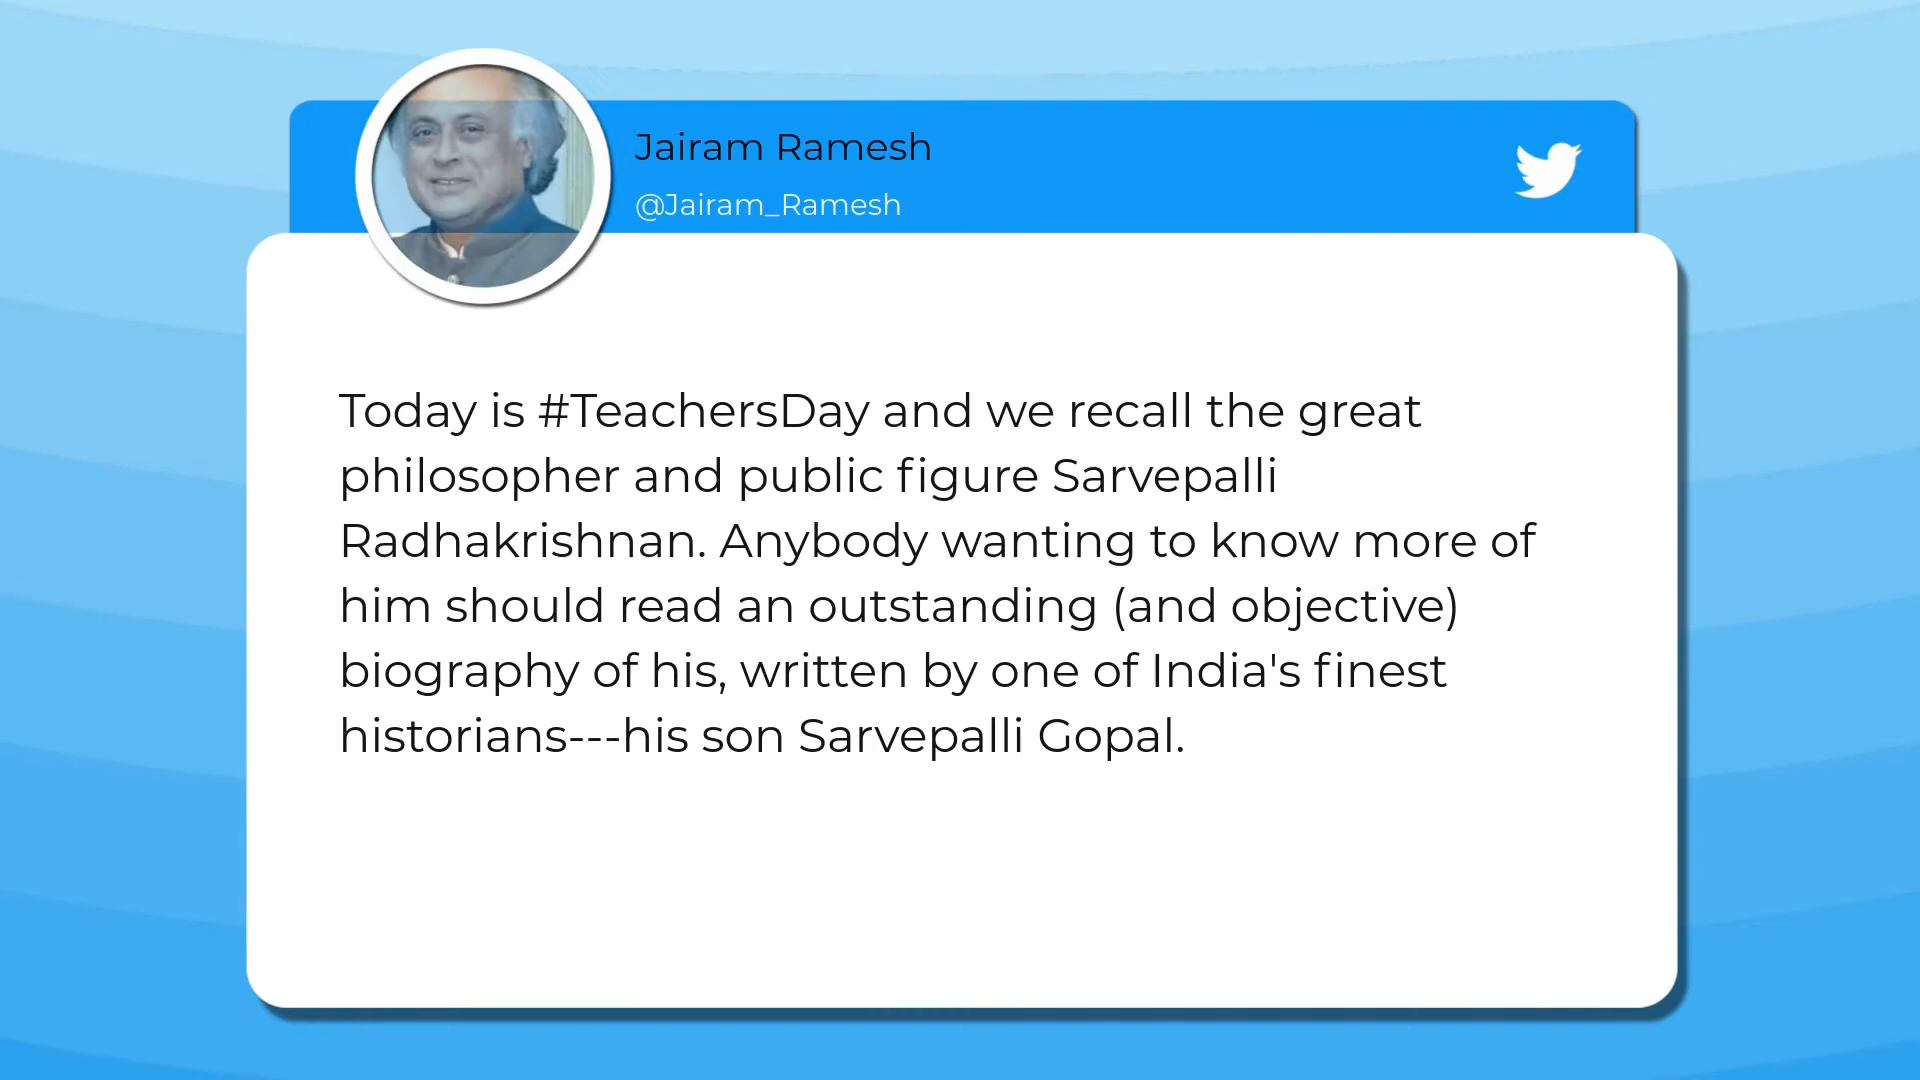 Jairam Ramesh
@Jairam_Ramesh
Today is #TeachersDay and we recall the great
philosopher and public figure Sarvepalli
Radhakrishnan. Anybody wanting to know more of
him should read an outstanding (and objective)
biography of his, written by one of India's finest
historians---his son Sarvepalli Gopal.